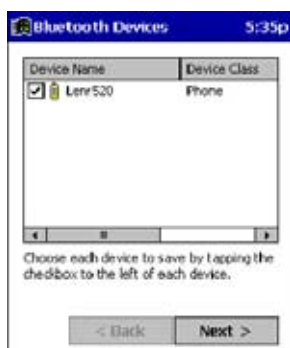 Bluetooth Devices 5:35p
Device Name Device Class
Lenr520 Phone
Choose each device to save by tapping the
checkbox to the left of each device.
< Back Next >